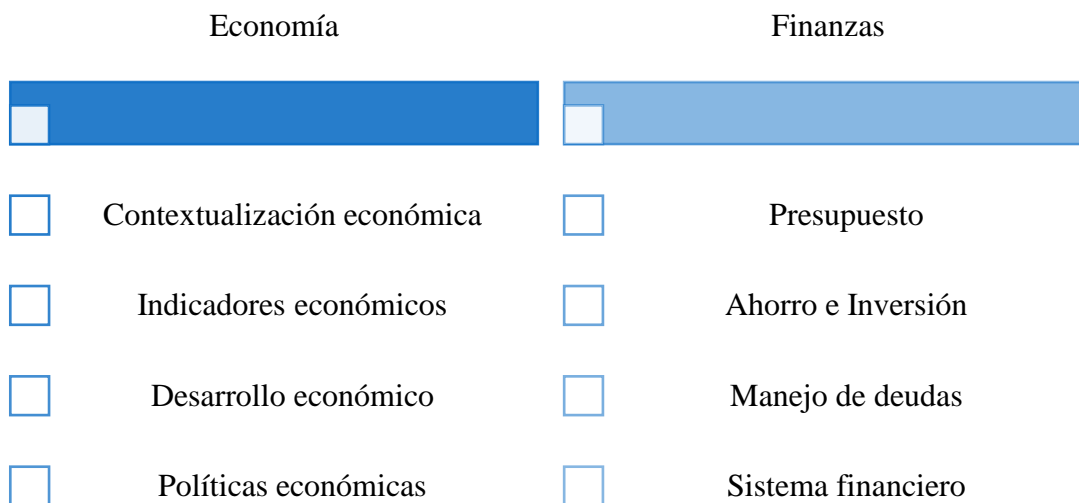 Economía
Contextualización económica
Indicadores económicos
Desarrollo económico
Políticas económicas
Finanzas
Presupuesto
Ahorro e Inversión
Manejo de deudas
Sistema financiero